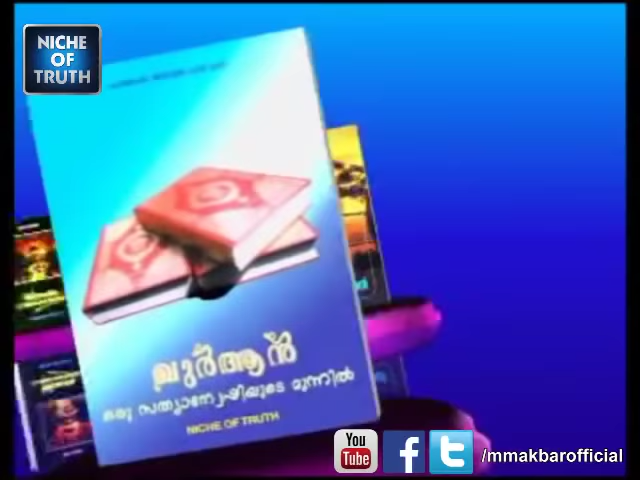 NICHE
OF
TRUTH
ഖുർആൻ
ഒരു സത്യാന്വേഷിയുടെ മുന്നിൽ
NICHE OF TRUTH
You
Tube
/mmakbarofficial